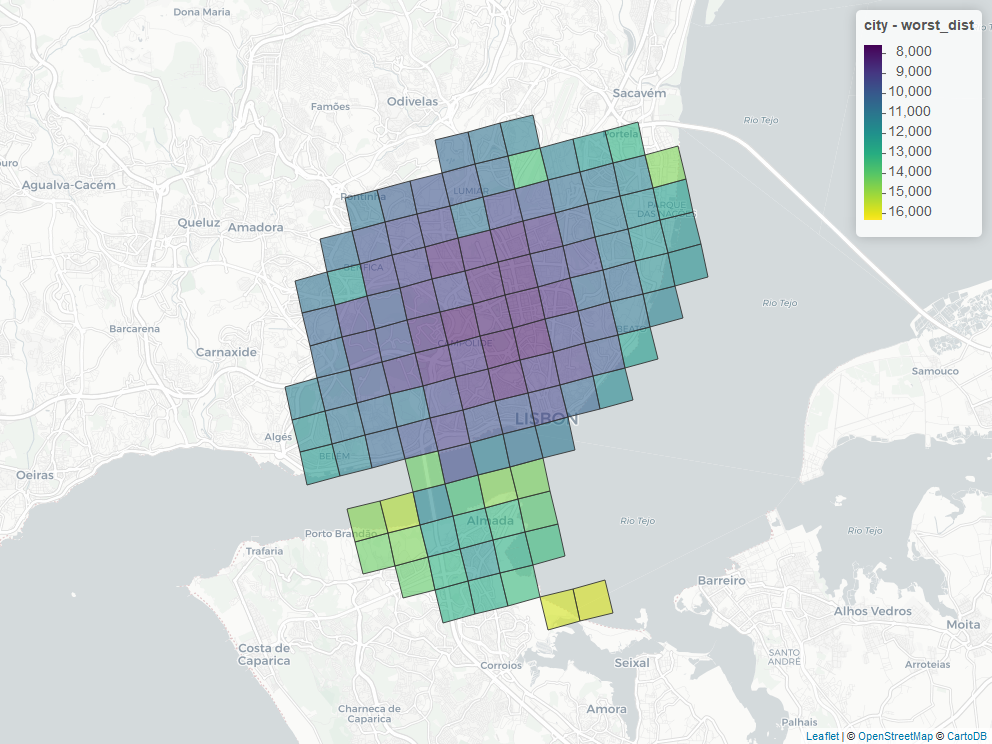 Dona Maria
city - worst_dist
8,000
9,000
10,000
11,000
12,000
13,000
14,000
15,000
16,000
Odivelas
Famões
Sacavém
Rio Tejo
Portela
Agualva-Cacém
Pontinha
LUMIAR
PARQUE
DAS NAÇÕES
Queluz
Amadora
BENFICA
Rio Tejo
Barcarena
BEATO
CAMPOLIDE
Carnaxide
Samouco
LISBON
Algés
BELÉM
Oeiras
Almada
Rio Tejo
Rio Tejo
Porto Brandão
Trafaria
Barreiro
Alhos Vedros
Moita
Costa de
Caparica
Corroios
Seixal
SANTO
ANDRÉ
Arroteias
Amora
Charneca de
Caparica
Palhais
Leaflet | © OpenStreetMap © CartoDB